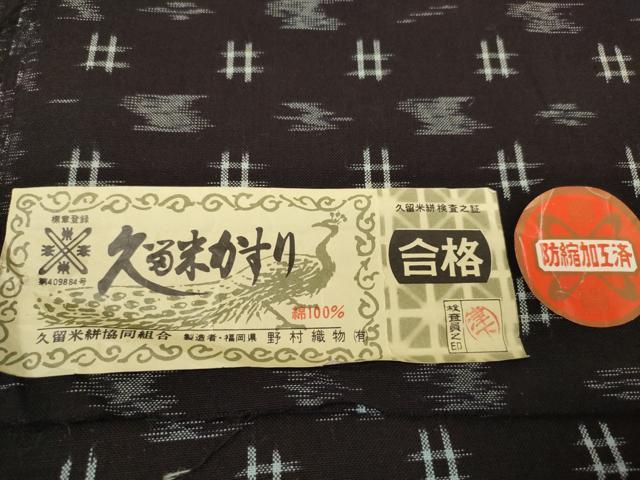 標章登録
第409884号
久留米かすり
綿100%
久留米絣協同組合 製造者・福岡県 野村織物(有)
久留米絣検査之証
合格
検査員之印
防縮加工済